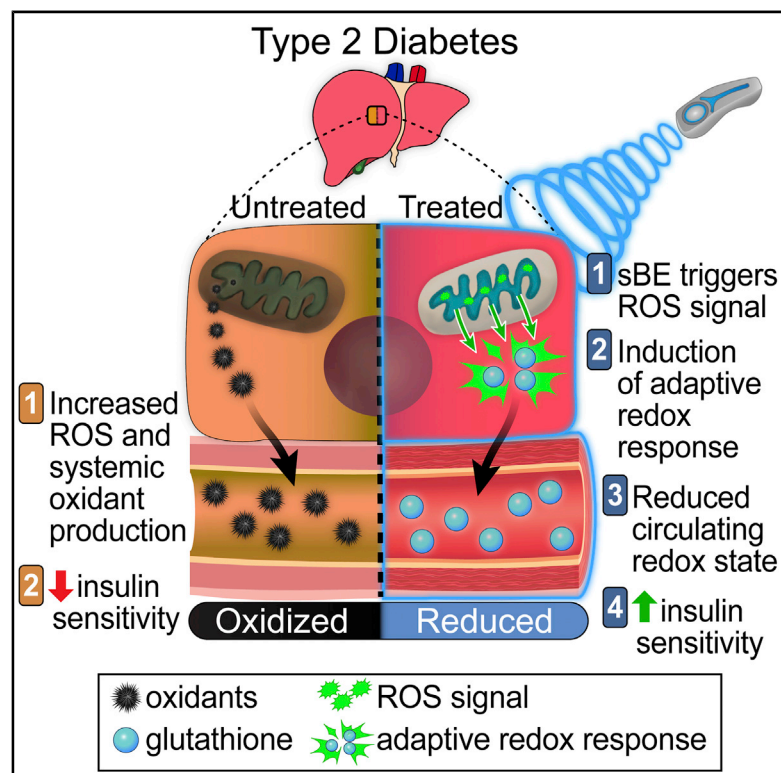 Type 2 Diabetes
Untreated
Treated
1 Increased
ROS and
systemic
oxidant
production
2 insulin
sensitivity
1 sBE triggers
ROS signal
2 Induction
of adaptive
redox
response
3 Reduced
circulating
redox state
4 insulin
sensitivity
Oxidized
Reduced
oxidants
ROS signal
glutathione
adaptive redox response